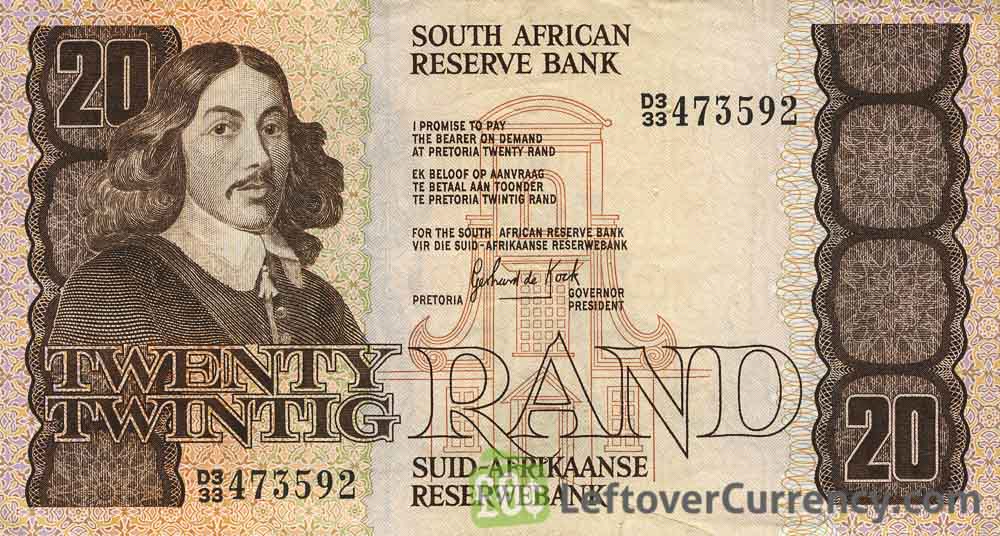 20
SOUTH AFRICAN
RESERVE BANK
D3
33 473592
I PROMISE TO PAY
THE BEARER ON DEMAND
AT PRETORIA TWENTY RAND
EK BELOOF OP AANVRAAG
TE BETAAL AAN TOONDER
TE PRETORIA TWINTIG RAND
FOR THE SOUTH AFRICAN RESERVE BANK
VIR DIE SUID-AFRIKAANSE RESERWEBANK
Gerhard de Kock
PRETORIA
GOVERNOR
PRESIDENT
TWENTY
TWINTIG
RAND
20
D3
33 473592
SUID-AFRIKAANSE
RESERWEBANK
LeftoverCurrency.com